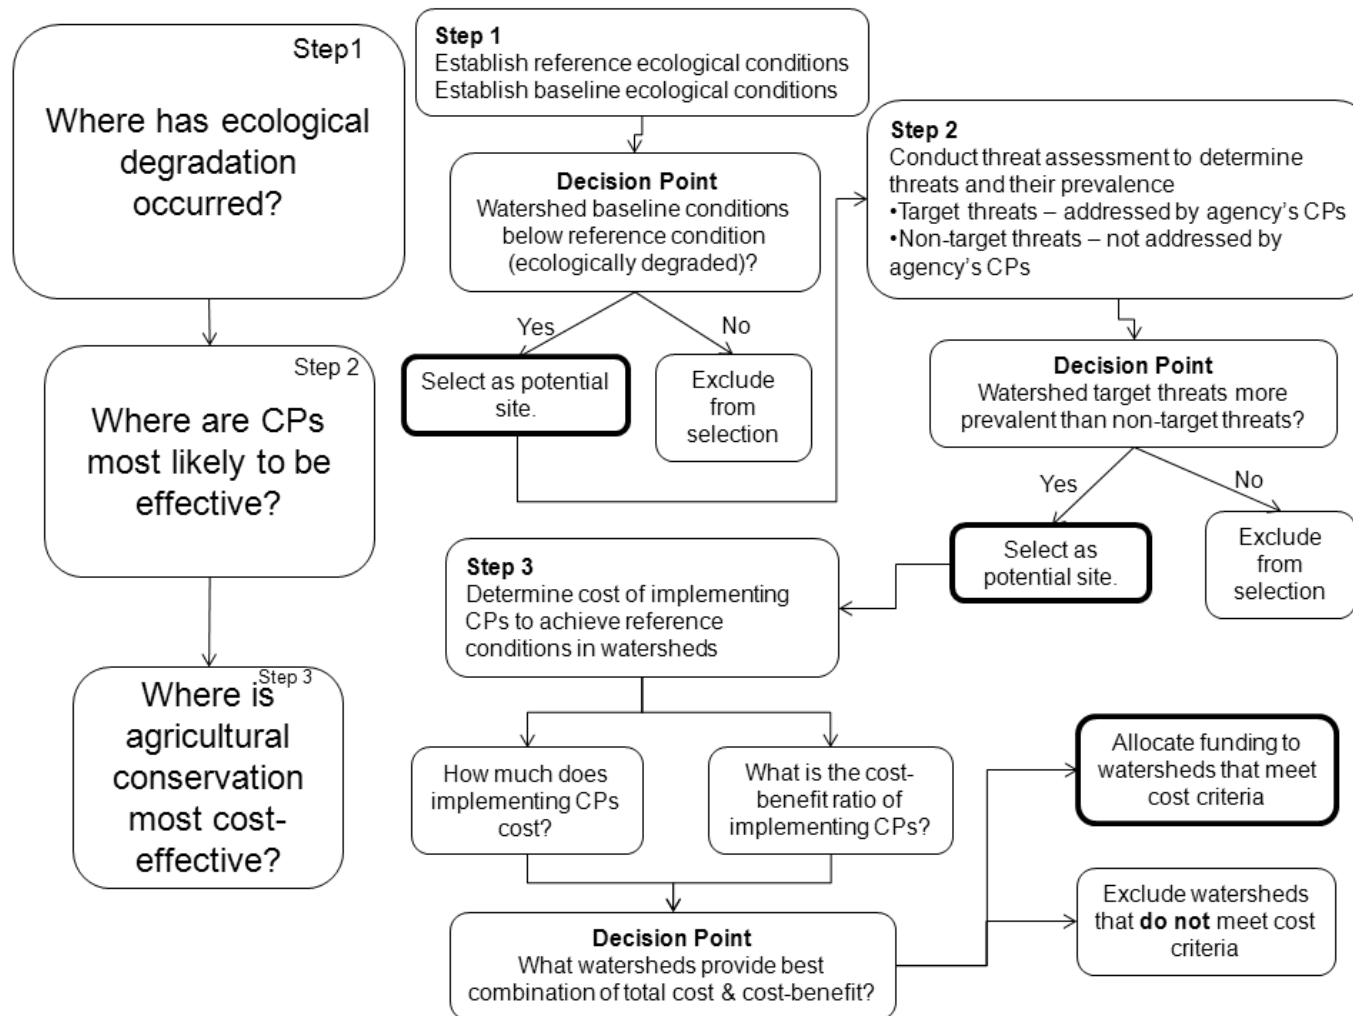 Step1
Where has ecological
degradation
occurred?
Step 2
Where are CPs
most likely to be
effective?
Step 3
Where is
agricultural
conservation
most cost-
effective?
Step 1
Establish reference ecological conditions
Establish baseline ecological conditions
Decision Point
Watershed baseline conditions
below reference condition
(ecologically degraded)?
Yes
No
Select as potential
site.
Exclude
from
selection
Step 2
Conduct threat assessment to determine
threats and their prevalence
•Target threats – addressed by agency’s CPs
•Non-target threats – not addressed by
agency’s CPs
Decision Point
Watershed target threats more
prevalent than non-target threats?
Yes
No
Select as
potential site.
Exclude
from
selection
Step 3
Determine cost of implementing
CPs to achieve reference
conditions in watersheds
How much does
implementing CPs
cost?
What is the cost-
benefit ratio of
implementing CPs?
Decision Point
What watersheds provide best
combination of total cost & cost-benefit?
Allocate funding to
watersheds that meet
cost criteria
Exclude watersheds
that do not meet cost
criteria